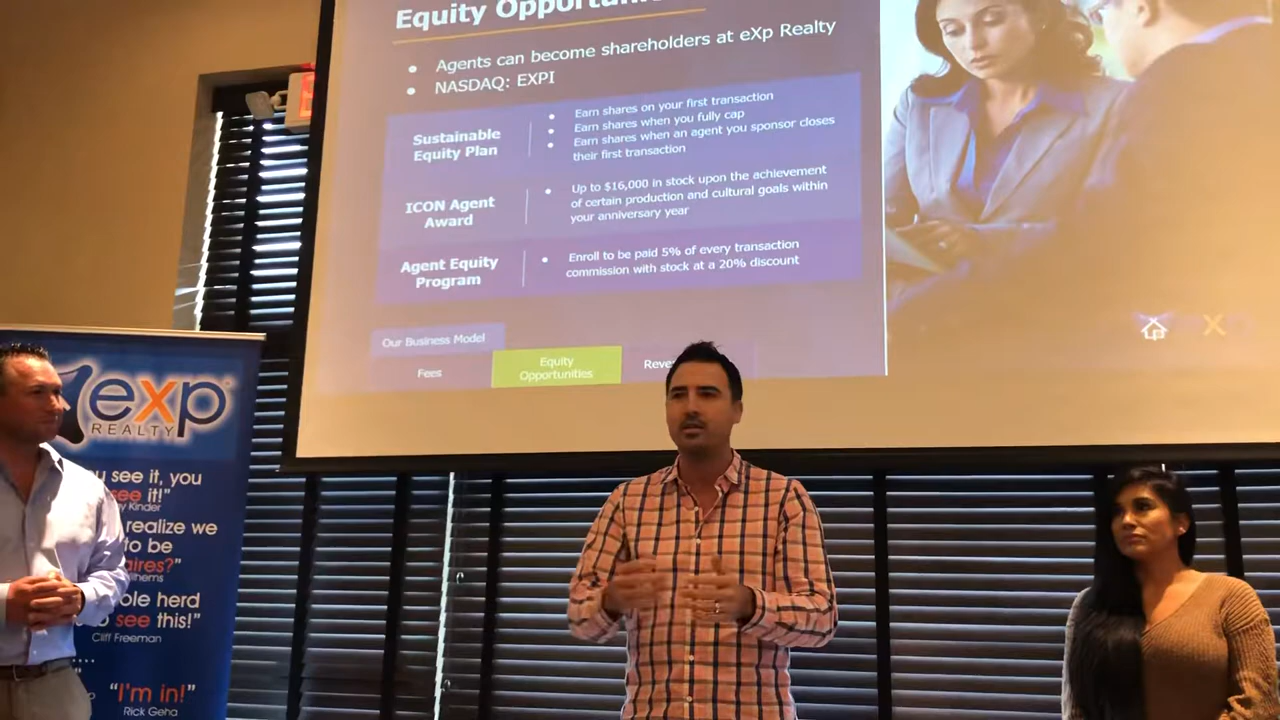 Equity
Agents can become shareholders at eXp Realty
NASDAQ: EXPI
Sustainable
Equity Plan
Earn shares on your first transaction
Earn shares when you fully cap
Earn shares when an agent you sponsor closes
their first transaction
ICON Agent
Award
Up to $16,000 in stock upon the achievement
of certain production and cultural goals within
your anniversary year
Agent Equity
Program
Enroll to be paid 5% of every transaction
commission with stock at a 20% discount
Our Business Model
Fees
Equity
Opportunities
exp
REALTY
see it, you
see it!"
Kinder
realize we
to be
herd
see this!"
Cliff Freeman
"I'm in!"
Rick Geha